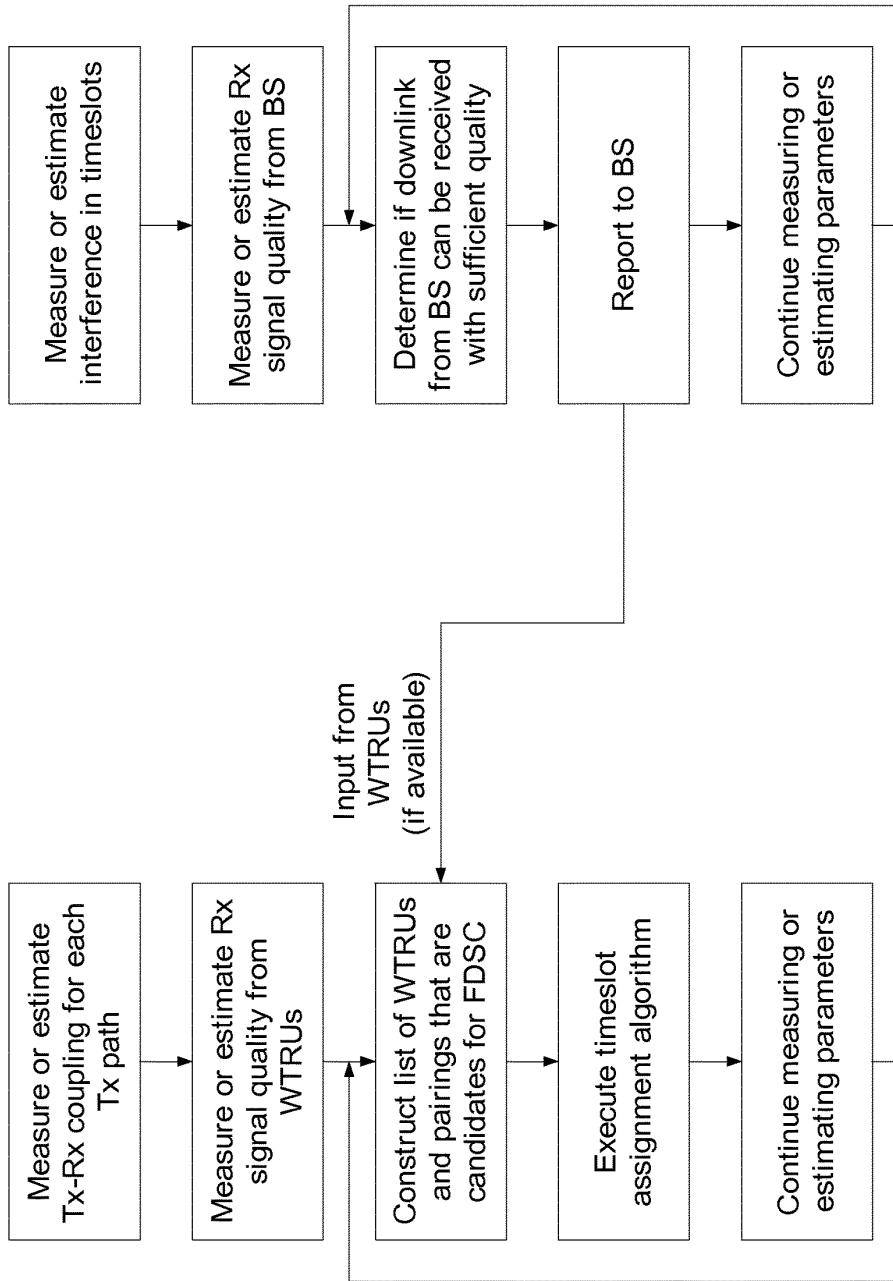 Measure or estimate
Tx-Rx coupling for each
Tx path
Measure or estimate Rx
signal quality from
WTRUs
Construct list of WTRUs
and pairings that are
candidates for FDSC
Execute timeslot
assignment algorithm
Continue measuring or
estimating parameters
Input from
WTRUs
(if available)
Measure or estimate
interference in timeslots
Measure or estimate Rx
signal quality from BS
Determine if downlink
from BS can be received
with sufficient quality
Report to BS
Continue measuring or
estimating parameters